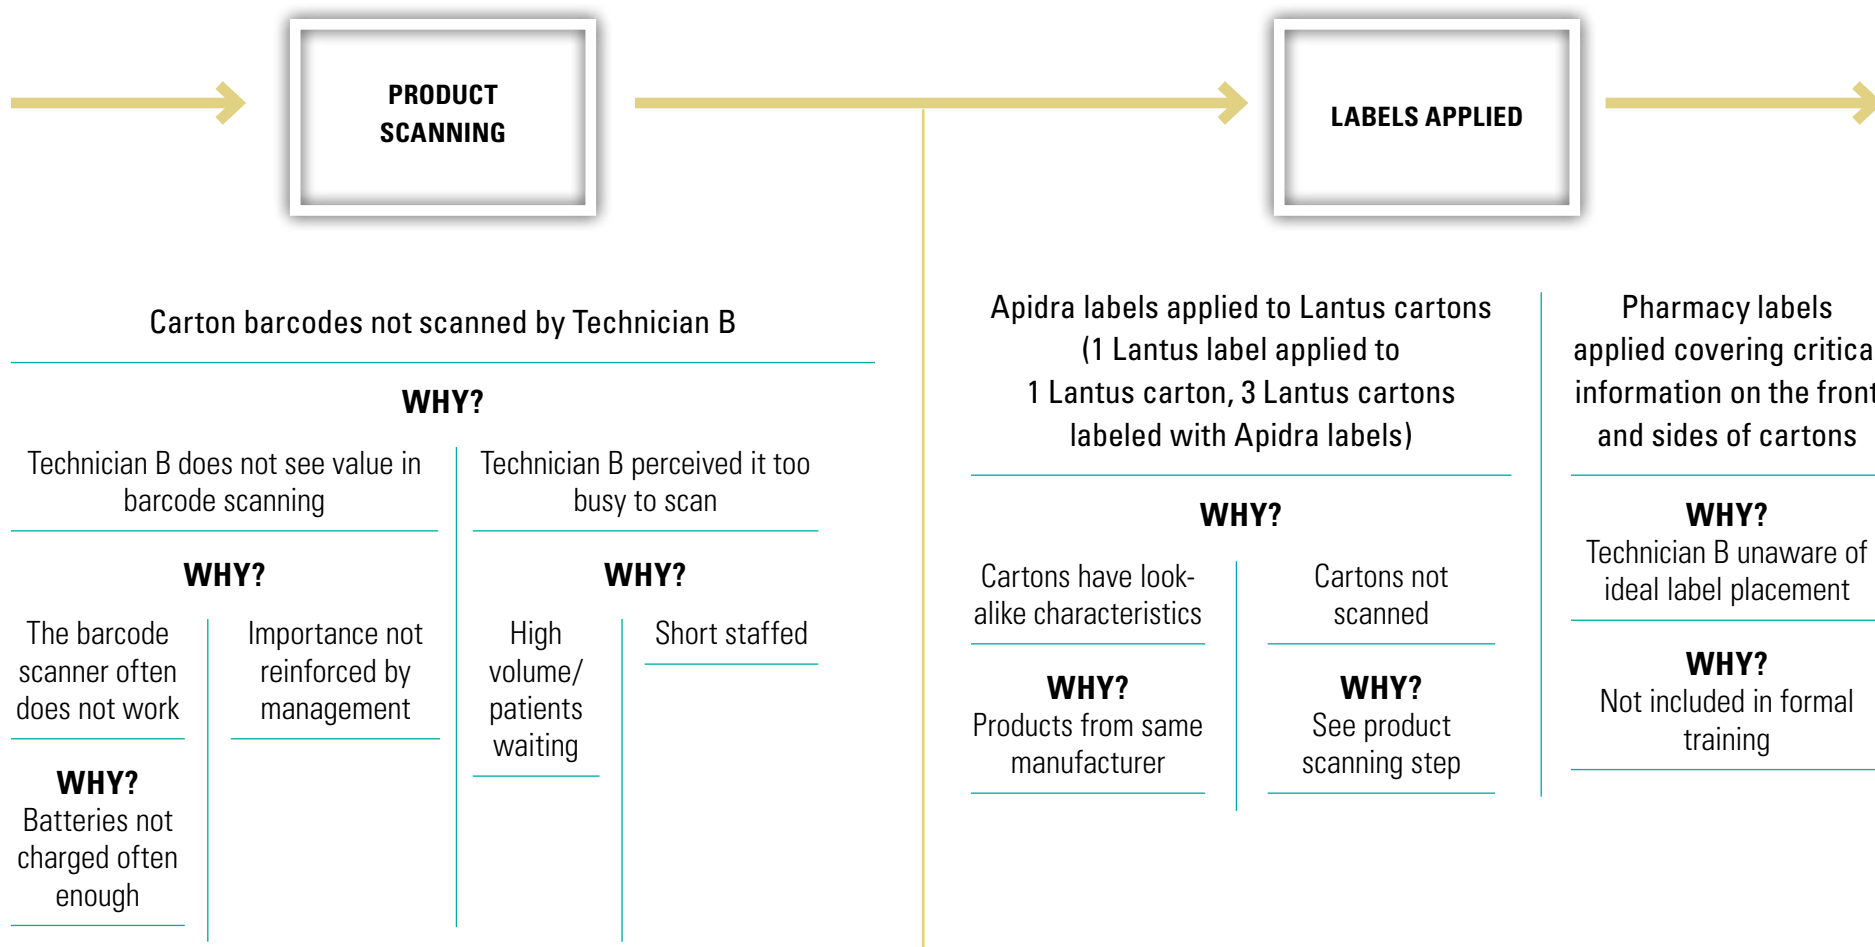 PRODUCT
SCANNING
Carton barcodes not scanned by Technician B
WHY?
Technician B does not see value in
barcode scanning
WHY?
The barcode
scanner often
does not work
WHY?
Batteries not
charged often
enough
Importance not
reinforced by
management
Technician B perceived it too
busy to scan
WHY?
High
volume/
patients
waiting
Short staffed
LABELS APPLIED
Apidra labels applied to Lantus cartons
(1 Lantus label applied to
1 Lantus carton, 3 Lantus cartons
labeled with Apidra labels)
WHY?
Cartons have look-
alike characteristics
WHY?
Products from same
manufacturer
Cartons not
scanned
WHY?
See product
scanning step
Pharmacy labels
applied covering critica
information on the front
and sides of cartons
WHY?
Technician B unaware of
ideal label placement
WHY?
Not included in formal
training